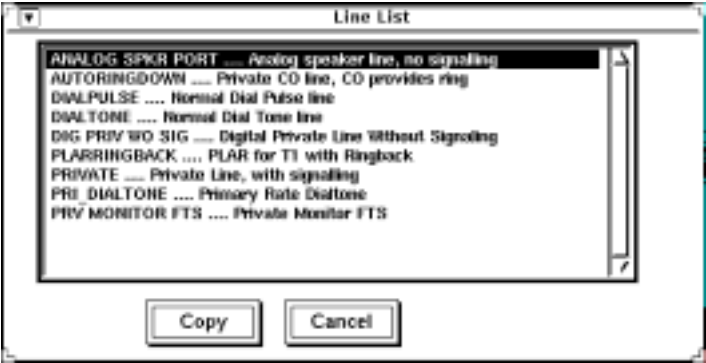 Line List
ANALOG SPKR PORT .... Analog speaker line, no signalling
AUTORINGDOWN .... Private CO line, CO provides ring
DIALPULSE .... Normal Dial Pulse line
DIALTONE .... Normal Dial Tone line
DIG PRIV WO SIG .... Digital Private Line Without Signaling
PLARRINGBACK .... PLAR for T1 with Ringback
PRIVATE .... Private Line, with signalling
PRI_DIALTONE .... Primary Rate Dialtone
PRV MONITOR FTS .... Private Monitor FTS
Copy
Cancel